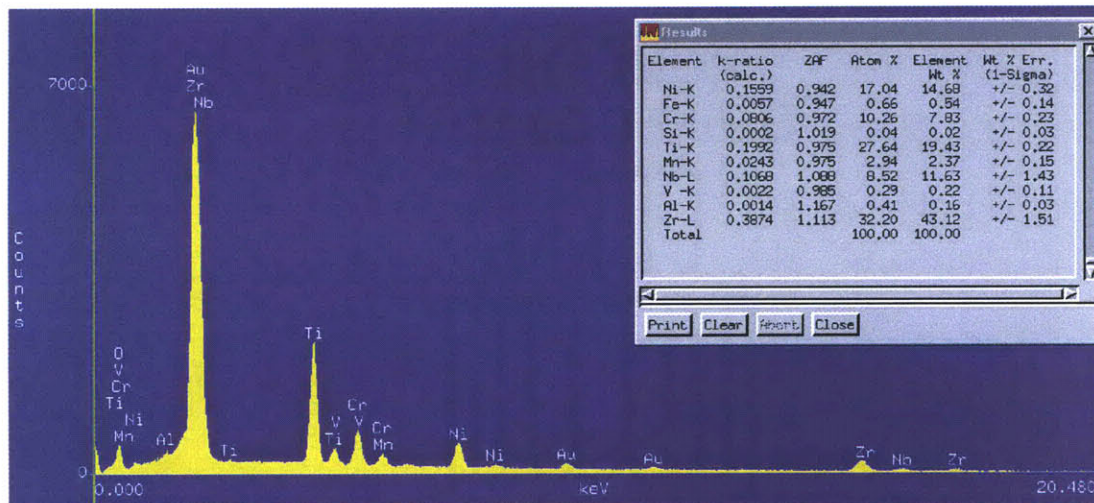 Results
Element k-ratio ZAF Atom % Element Wt % Err.
(calc.) Wt % (1-Sigma)
Ni-K 0.1559 0.942 17.04 14.68 +/- 0.32
Fe-K 0.0057 0.947 0.66 0.54 +/- 0.14
Cr-K 0.0806 0.972 10.26 7.83 +/- 0.23
Si-K 0.0002 1.019 0.04 0.02 +/- 0.03
Ti-K 0.1992 0.975 27.64 19.43 +/- 0.22
Mn-K 0.0243 0.975 2.94 2.37 +/- 0.15
Nb-L 0.1068 1.088 8.52 11.63 +/- 1.43
V -K 0.0022 0.985 0.29 0.22 +/- 0.11
Al-K 0.0014 1.167 0.41 0.16 +/- 0.03
Zr-L 0.3874 1.113 32.20 43.12 +/- 1.51
Total 100.00 100.00
Print Clear Abort Close
7000
Au
Zr
Nb
Counts
O
V
Cr
Ti
Ni
Mn
Al
Ti
Ti
V
Ti
Cr
V
Cr
Mn
Ni
Ni
Au
Au
Zr
Nb
Zr
0
0.000 keV 20.480